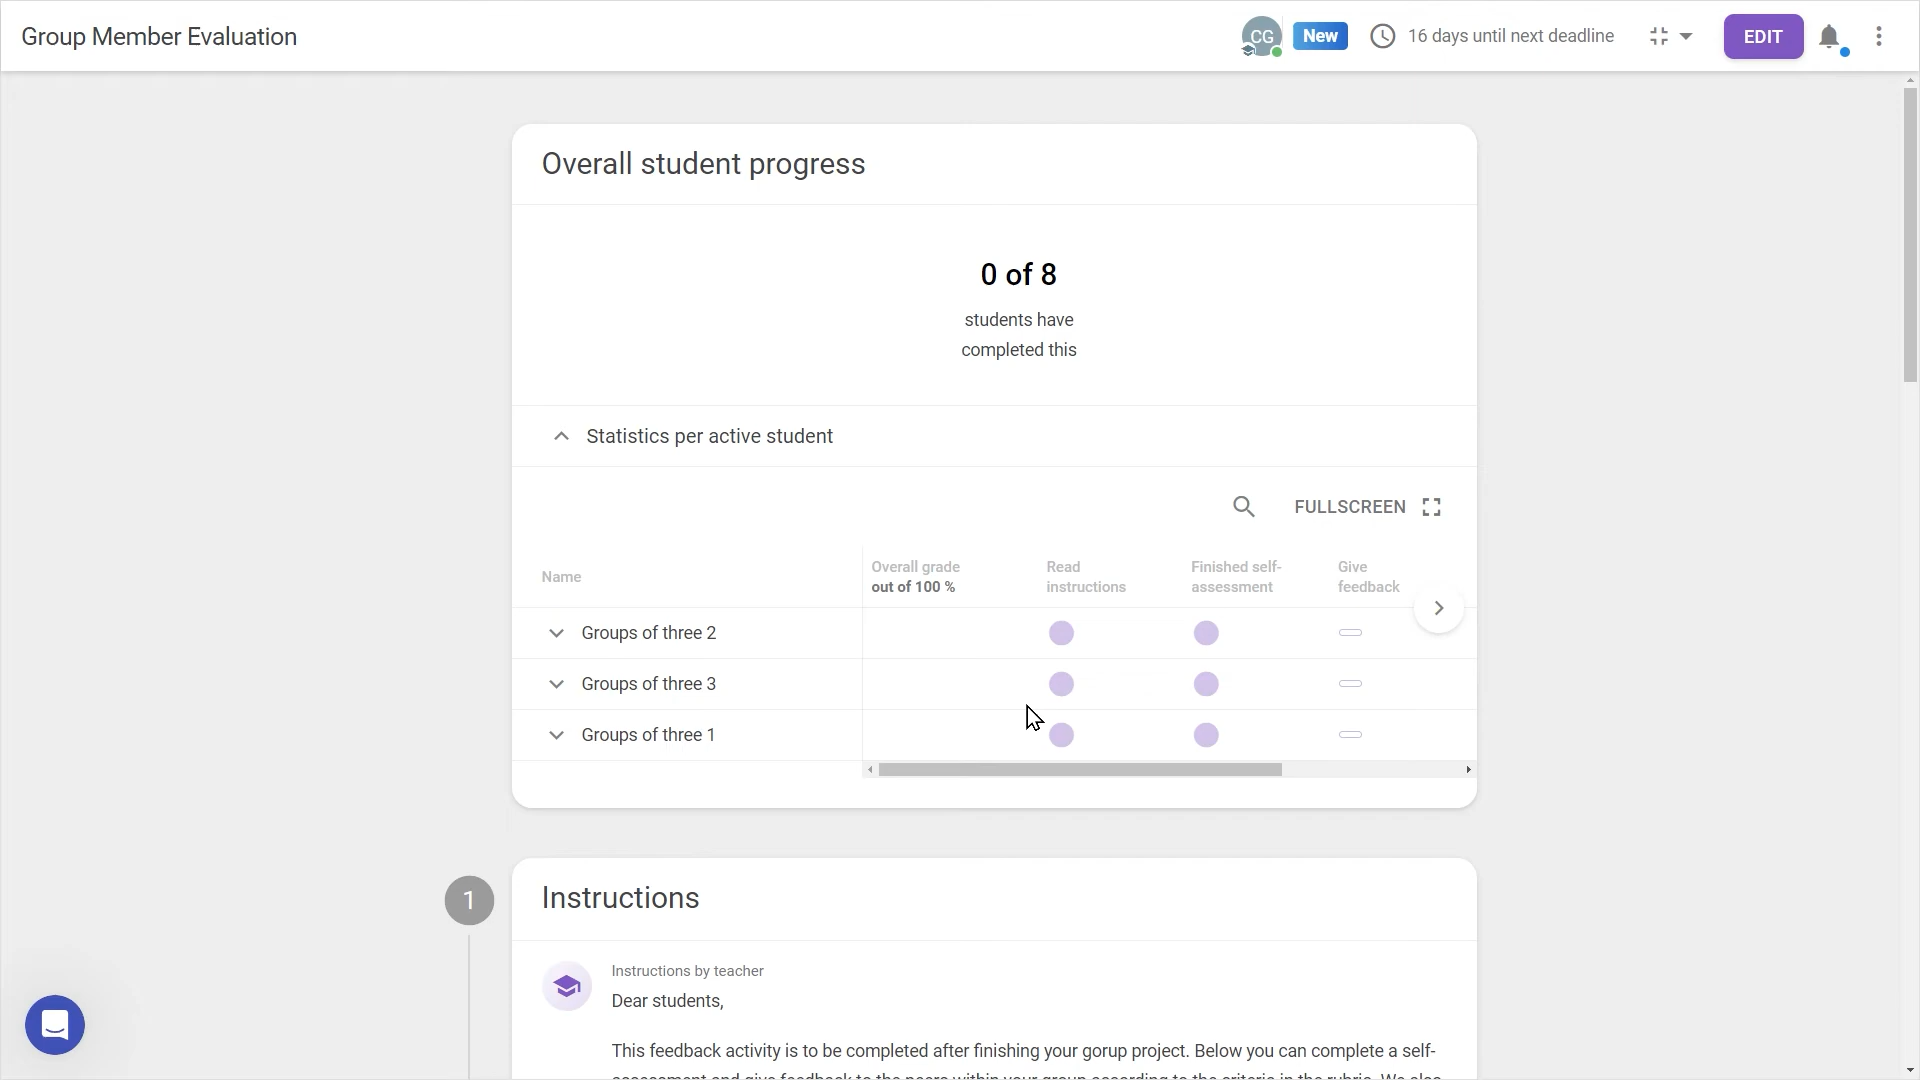 Group Member Evaluation
CG
New
16 days until next deadline
EDIT
Overall student progress
0 of 8
students have
completed this
Statistics per active student
FULLSCREEN
Name
Overall grade
out of 100 %
Read
instructions
Finished self-
assessment
Give
feedback
Groups of three 2
Groups of three 3
Groups of three 1
1
Instructions
Instructions by teacher
Dear students,
This feedback activity is to be completed after finishing your gorup project. Below you can complete a self-
assessment and give feedback to the peers within your group according to the criteria in the rubric. We also